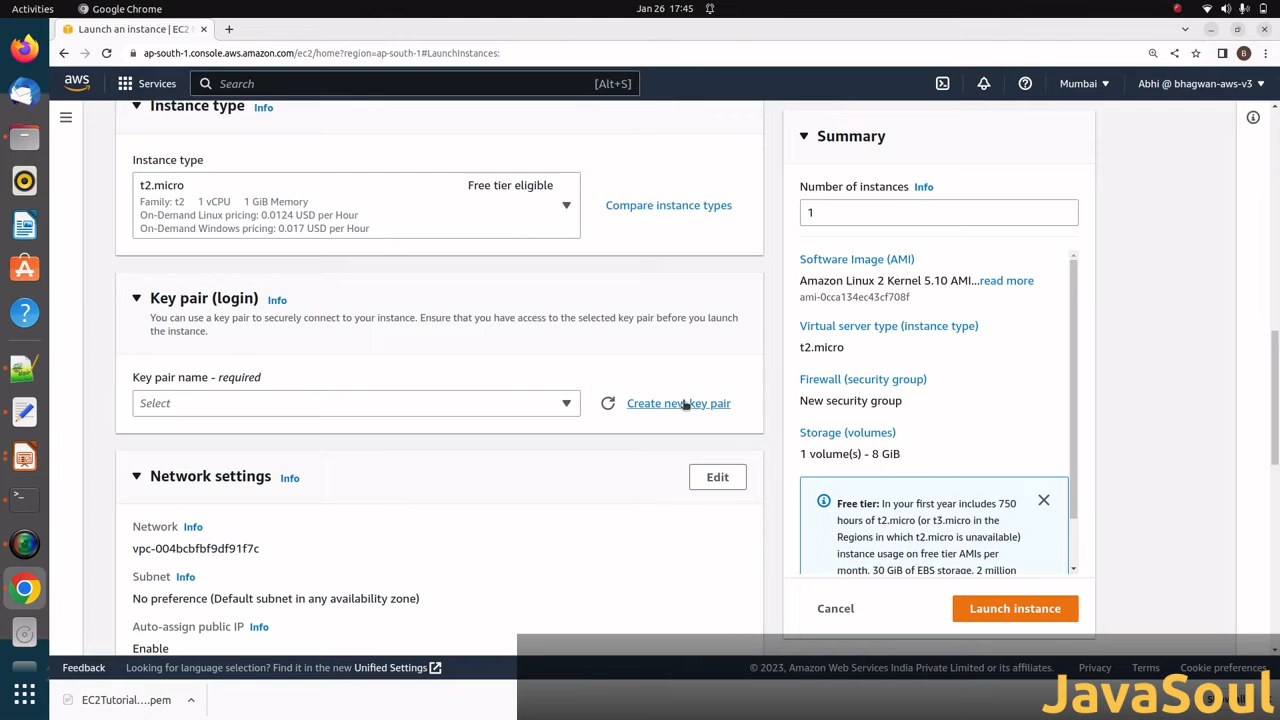 Activities
Google Chrome
Jan 26 17:45
Launch an instance | EC2
ap-south-1.console.aws.amazon.com/ec2/home?region=ap-south-1#LaunchInstances:
B
aws
Services
Search
[Alt+S]
Mumbai
Abhi @ bhagwan-aws-v3
Instance type Info
Instance type
t2.micro
Free tier eligible
Family: t2 1 vCPU 1 GiB Memory
On-Demand Linux pricing: 0.0124 USD per Hour
On-Demand Windows pricing: 0.017 USD per Hour
Compare instance types
Key pair (login) Info
You can use a key pair to securely connect to your instance. Ensure that you have access to the selected key pair before you launch
the instance.
Key pair name - required
Select
Create new key pair
Network settings Info
Edit
Network Info
vpc-004bcbfbf9df91f7c
Subnet Info
No preference (Default subnet in any availability zone)
Auto-assign public IP Info
Enable
Summary
Number of instances Info
1
Software Image (AMI)
Amazon Linux 2 Kernel 5.10 AMI...read more
ami-0cca134ec43cf708f
Virtual server type (instance type)
t2.micro
Firewall (security group)
New security group
Storage (volumes)
1 volume(s) - 8 GiB
Free tier: In your first year includes 750
hours of t2.micro (or t3.micro in the
Regions in which t2.micro is unavailable)
instance usage on free tier AMIs per
month, 30 GiB of EBS storage, 2 million
Cancel
Launch instance
Feedback
Looking for language selection? Find it in the new Unified Settings
© 2023, Amazon Web Services India Private Limited or its affiliates.
Privacy
Terms
Cookie preferences
EC2Tutorial....pem
JavaSoul